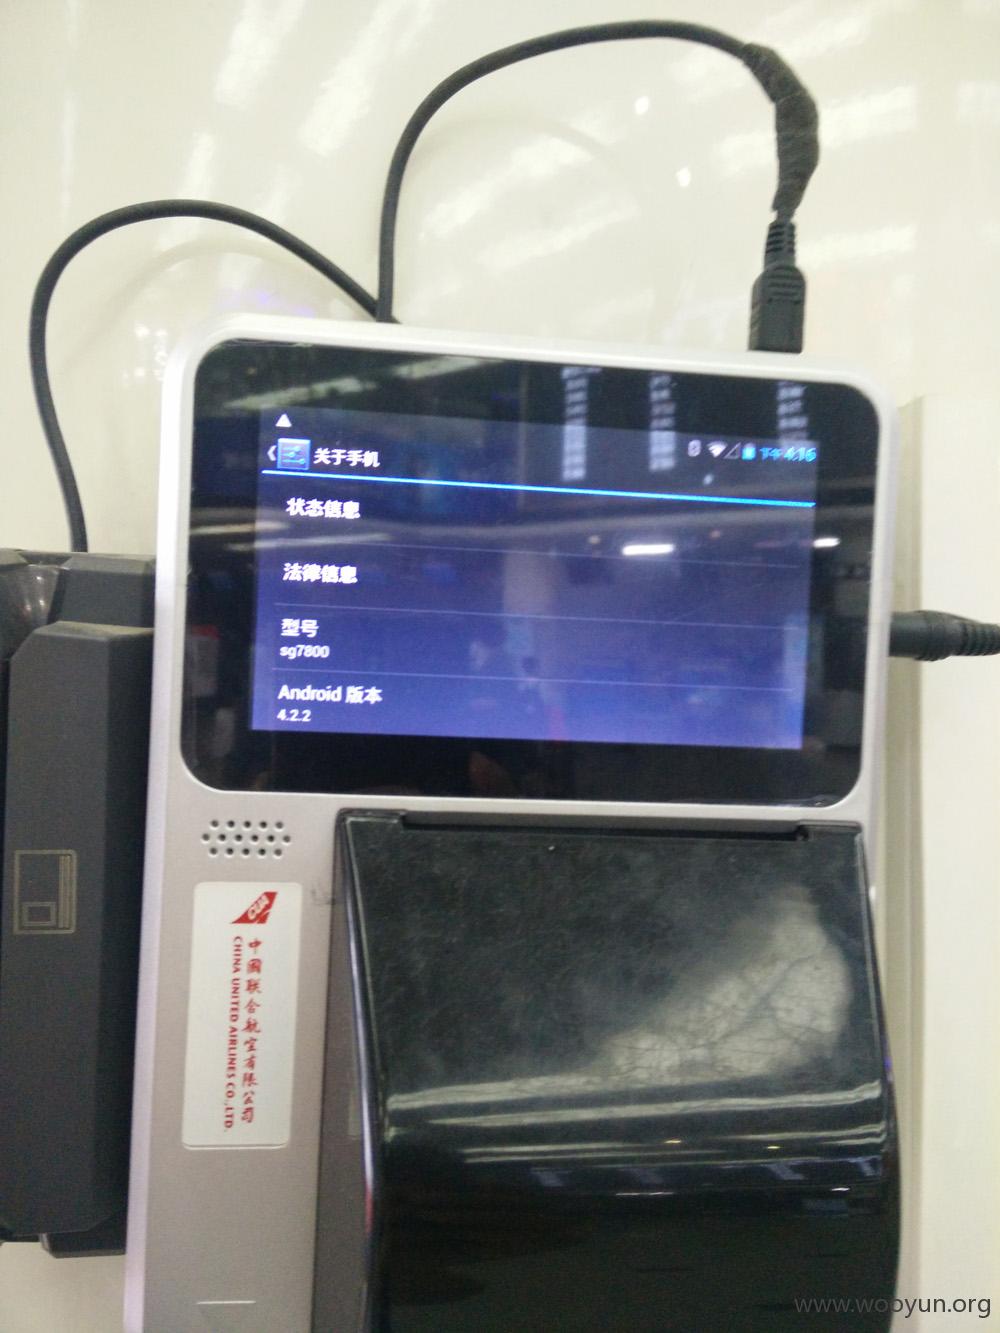 关于手机
下午4:16
状态信息
法律信息
型号
sg7800
Android 版本
4.2.2
CUA
中國联合航空有限公司
CHINA UNITED AIRLINES CO.,LTD.
www.wooyun.org